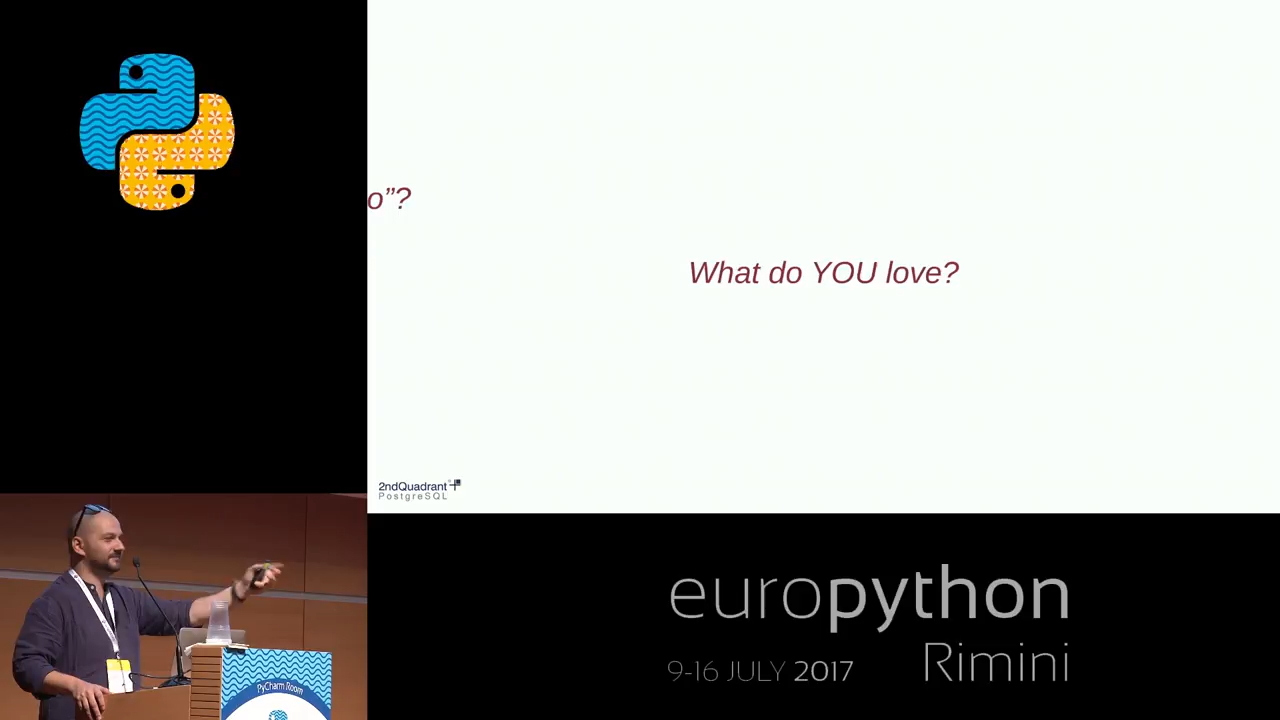 o”?
What do YOU love?
2ndQuadrant
PostgreSQL
europython
9-16 JULY 2017
Rimini
PyCharm Room